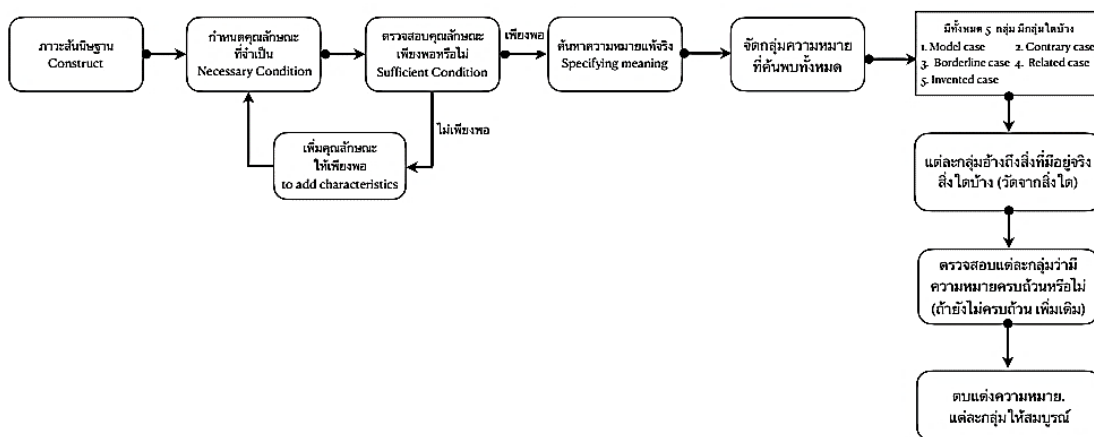 ภาวะสันนิษฐาน
Construct
กำหนดคุณลักษณะ
ที่จำเป็น
Necessary Condition
ตรวจสอบคุณลักษณะ
เพียงพอหรือไม่
Sufficient Condition
เพียงพอ
ไม่เพียงพอ
เพิ่มคุณลักษณะ
ให้เพียงพอ
to add characteristics
ค้นหาความหมายแท้จริง
Specifying meaning
จัดกลุ่มความหมาย
ที่ค้นพบทั้งหมด
มีทั้งหมด 5 กลุ่ม มีกลุ่มใดบ้าง
1. Model case 2. Contrary case
3. Borderline case 4. Related case
5. Invented case
แต่ละกลุ่มอ้างถึงสิ่งที่มีอยู่จริง
สิ่งใดบ้าง (วัดจากสิ่งใด)
ตรวจสอบแต่ละกลุ่มว่ามี
ความหมายครบถ้วนหรือไม่
(ถ้ายังไม่ครบถ้วน เพิ่มเติม)
ตบแต่งความหมาย.
แต่ละกลุ่มให้สมบูรณ์